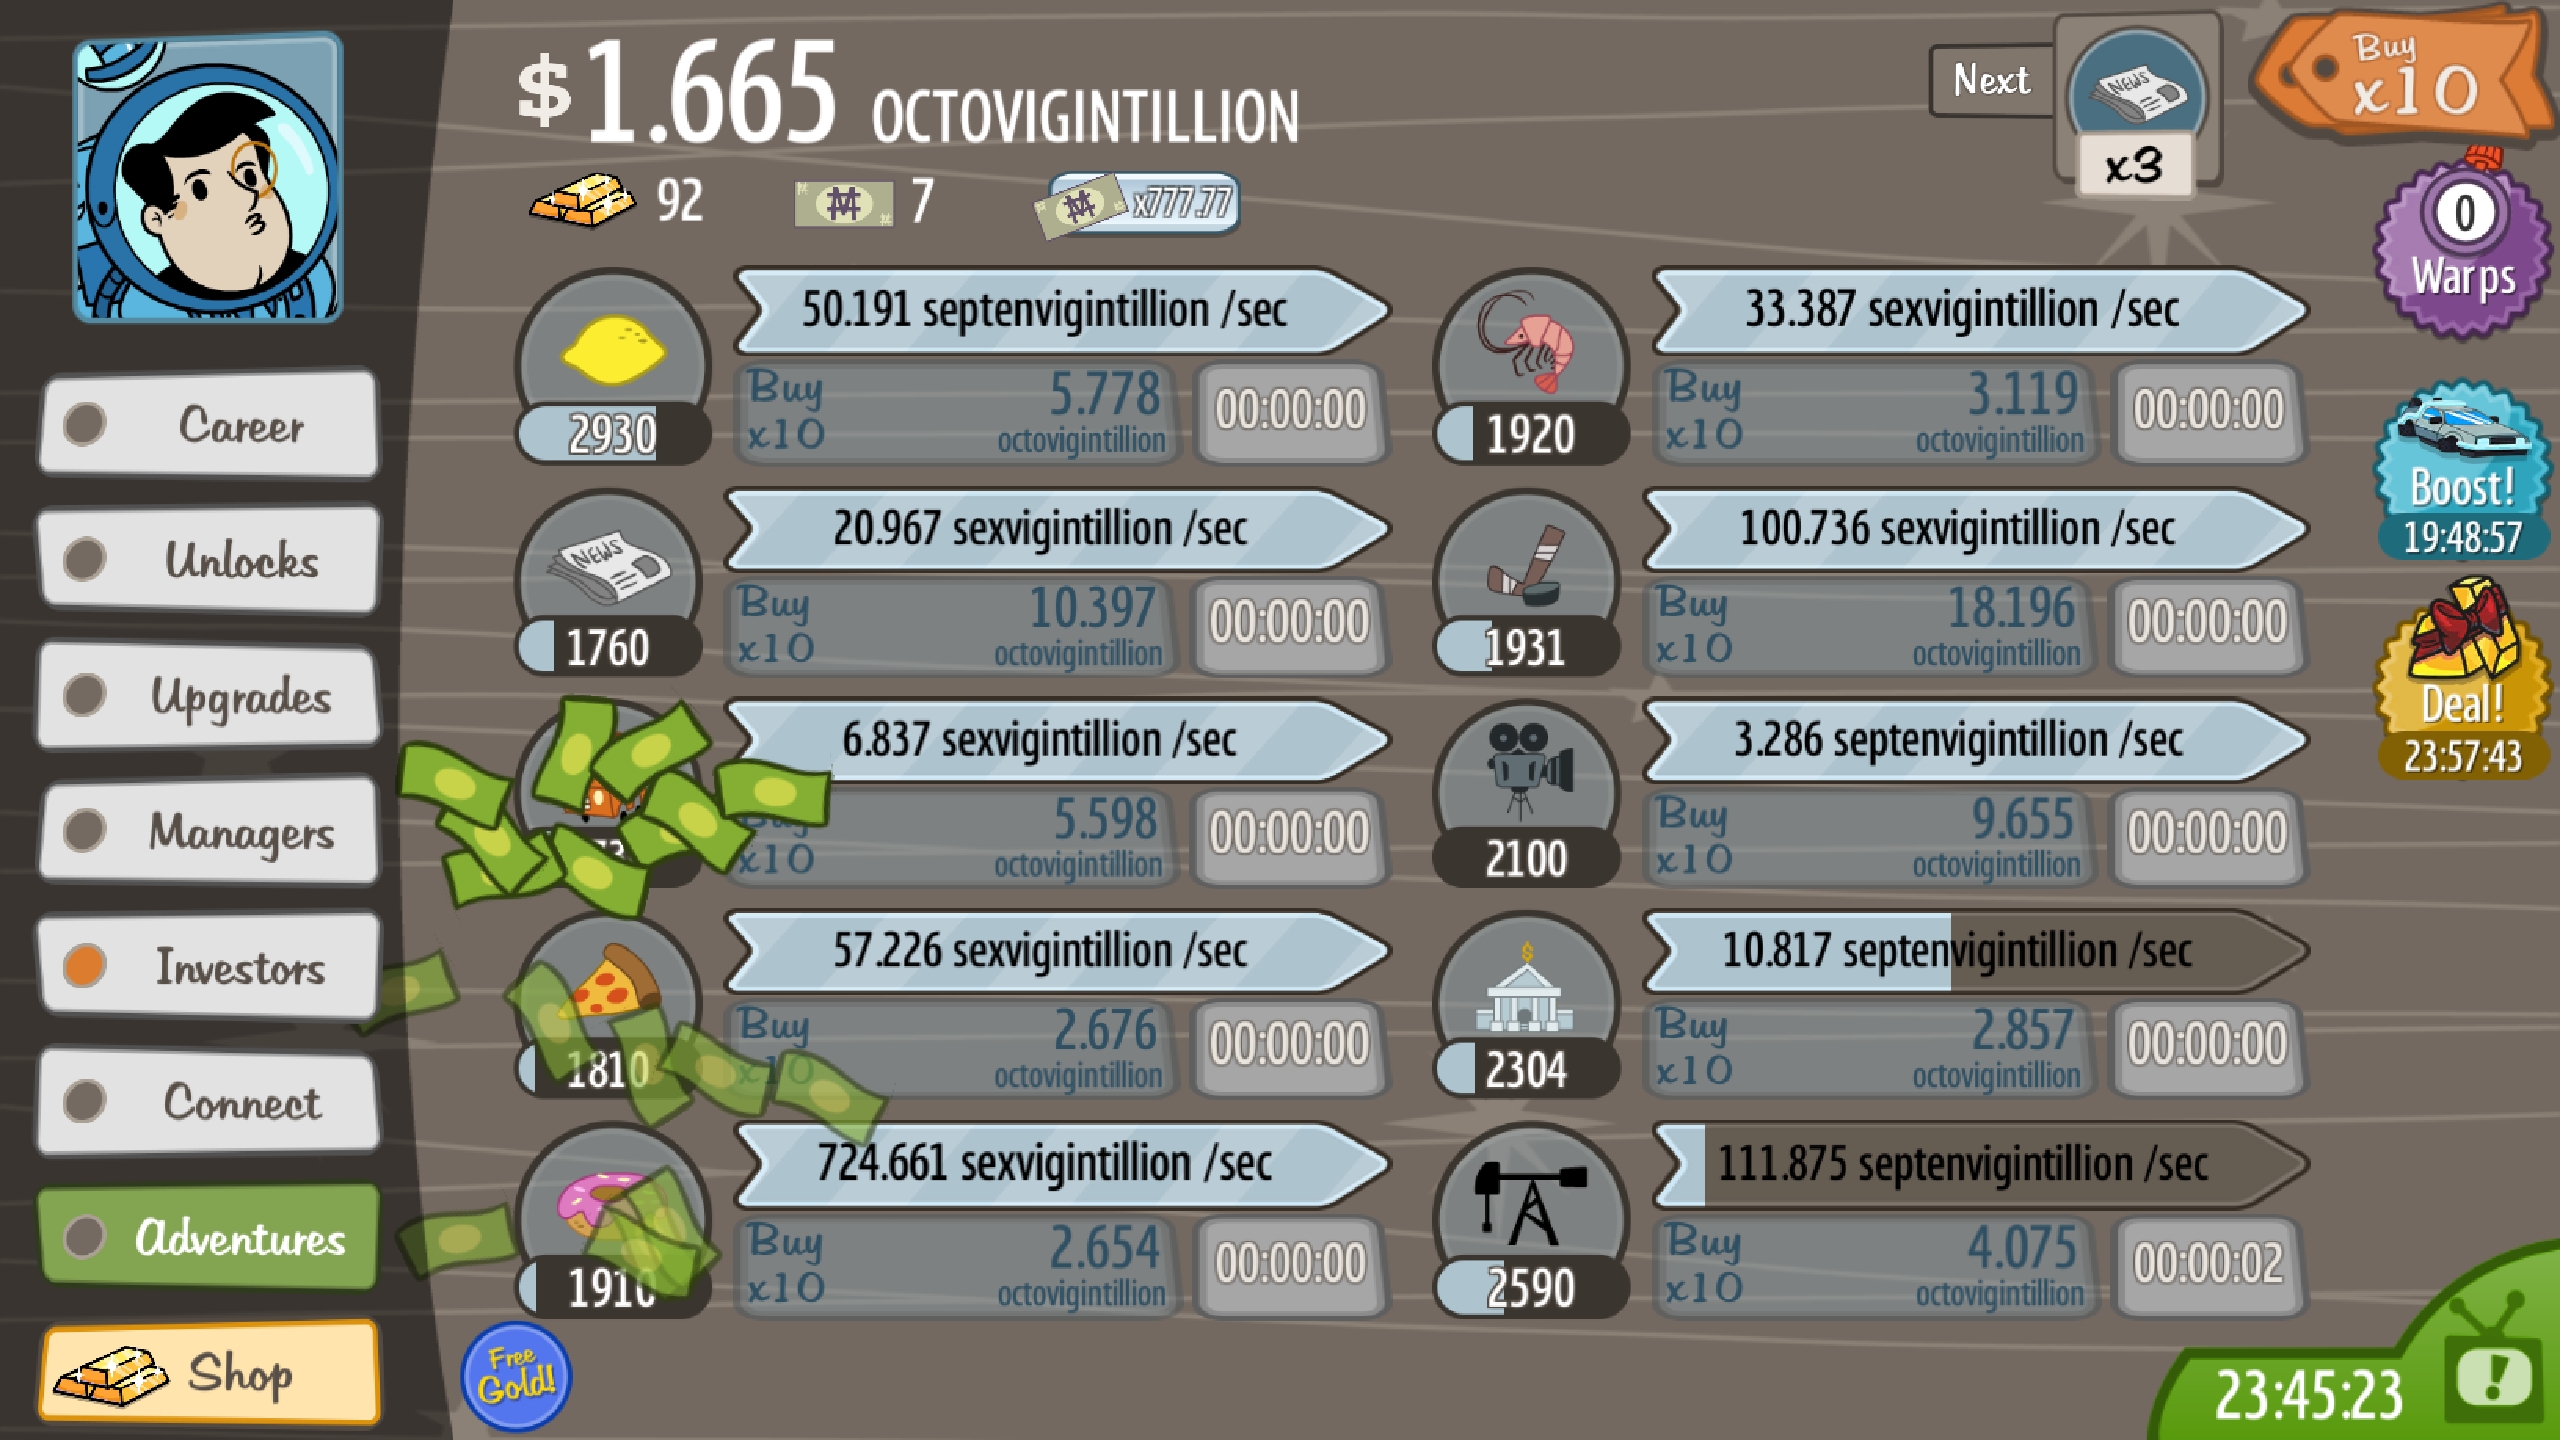 $1.665 OCTOVIGINTILLION
92
7
x777.77
Next
x3
Buy
x10
0
Warps
Boost!
19:48:57
Deal!
23:57:43
Career
Unlocks
Upgrades
Managers
Investors
Connect
Adventures
Shop
50.191 septenvigintillion /sec
2930
Buy
x10
5.778
octovigintillion
00:00:00
33.387 sexvigintillion /sec
1920
Buy
x10
3.119
octovigintillion
00:00:00
NEWS
20.967 sexvigintillion /sec
1760
Buy
x10
10.397
octovigintillion
00:00:00
100.736 sexvigintillion /sec
1931
Buy
x10
18.196
octovigintillion
00:00:00
6.837 sexvigintillion /sec
Buy
x10
5.598
octovigintillion
00:00:00
3.286 septenvigintillion /sec
2100
Buy
x10
9.655
octovigintillion
00:00:00
57.226 sexvigintillion /sec
1810
Buy
x10
2.676
octovigintillion
00:00:00
10.817 septenvigintillion /sec
2304
Buy
x10
2.857
octovigintillion
00:00:00
724.661 sexvigintillion /sec
1910
Buy
x10
2.654
octovigintillion
00:00:00
111.875 septenvigintillion /sec
2590
Buy
x10
4.075
octovigintillion
00:00:02
Free
Gold!
23:45:23